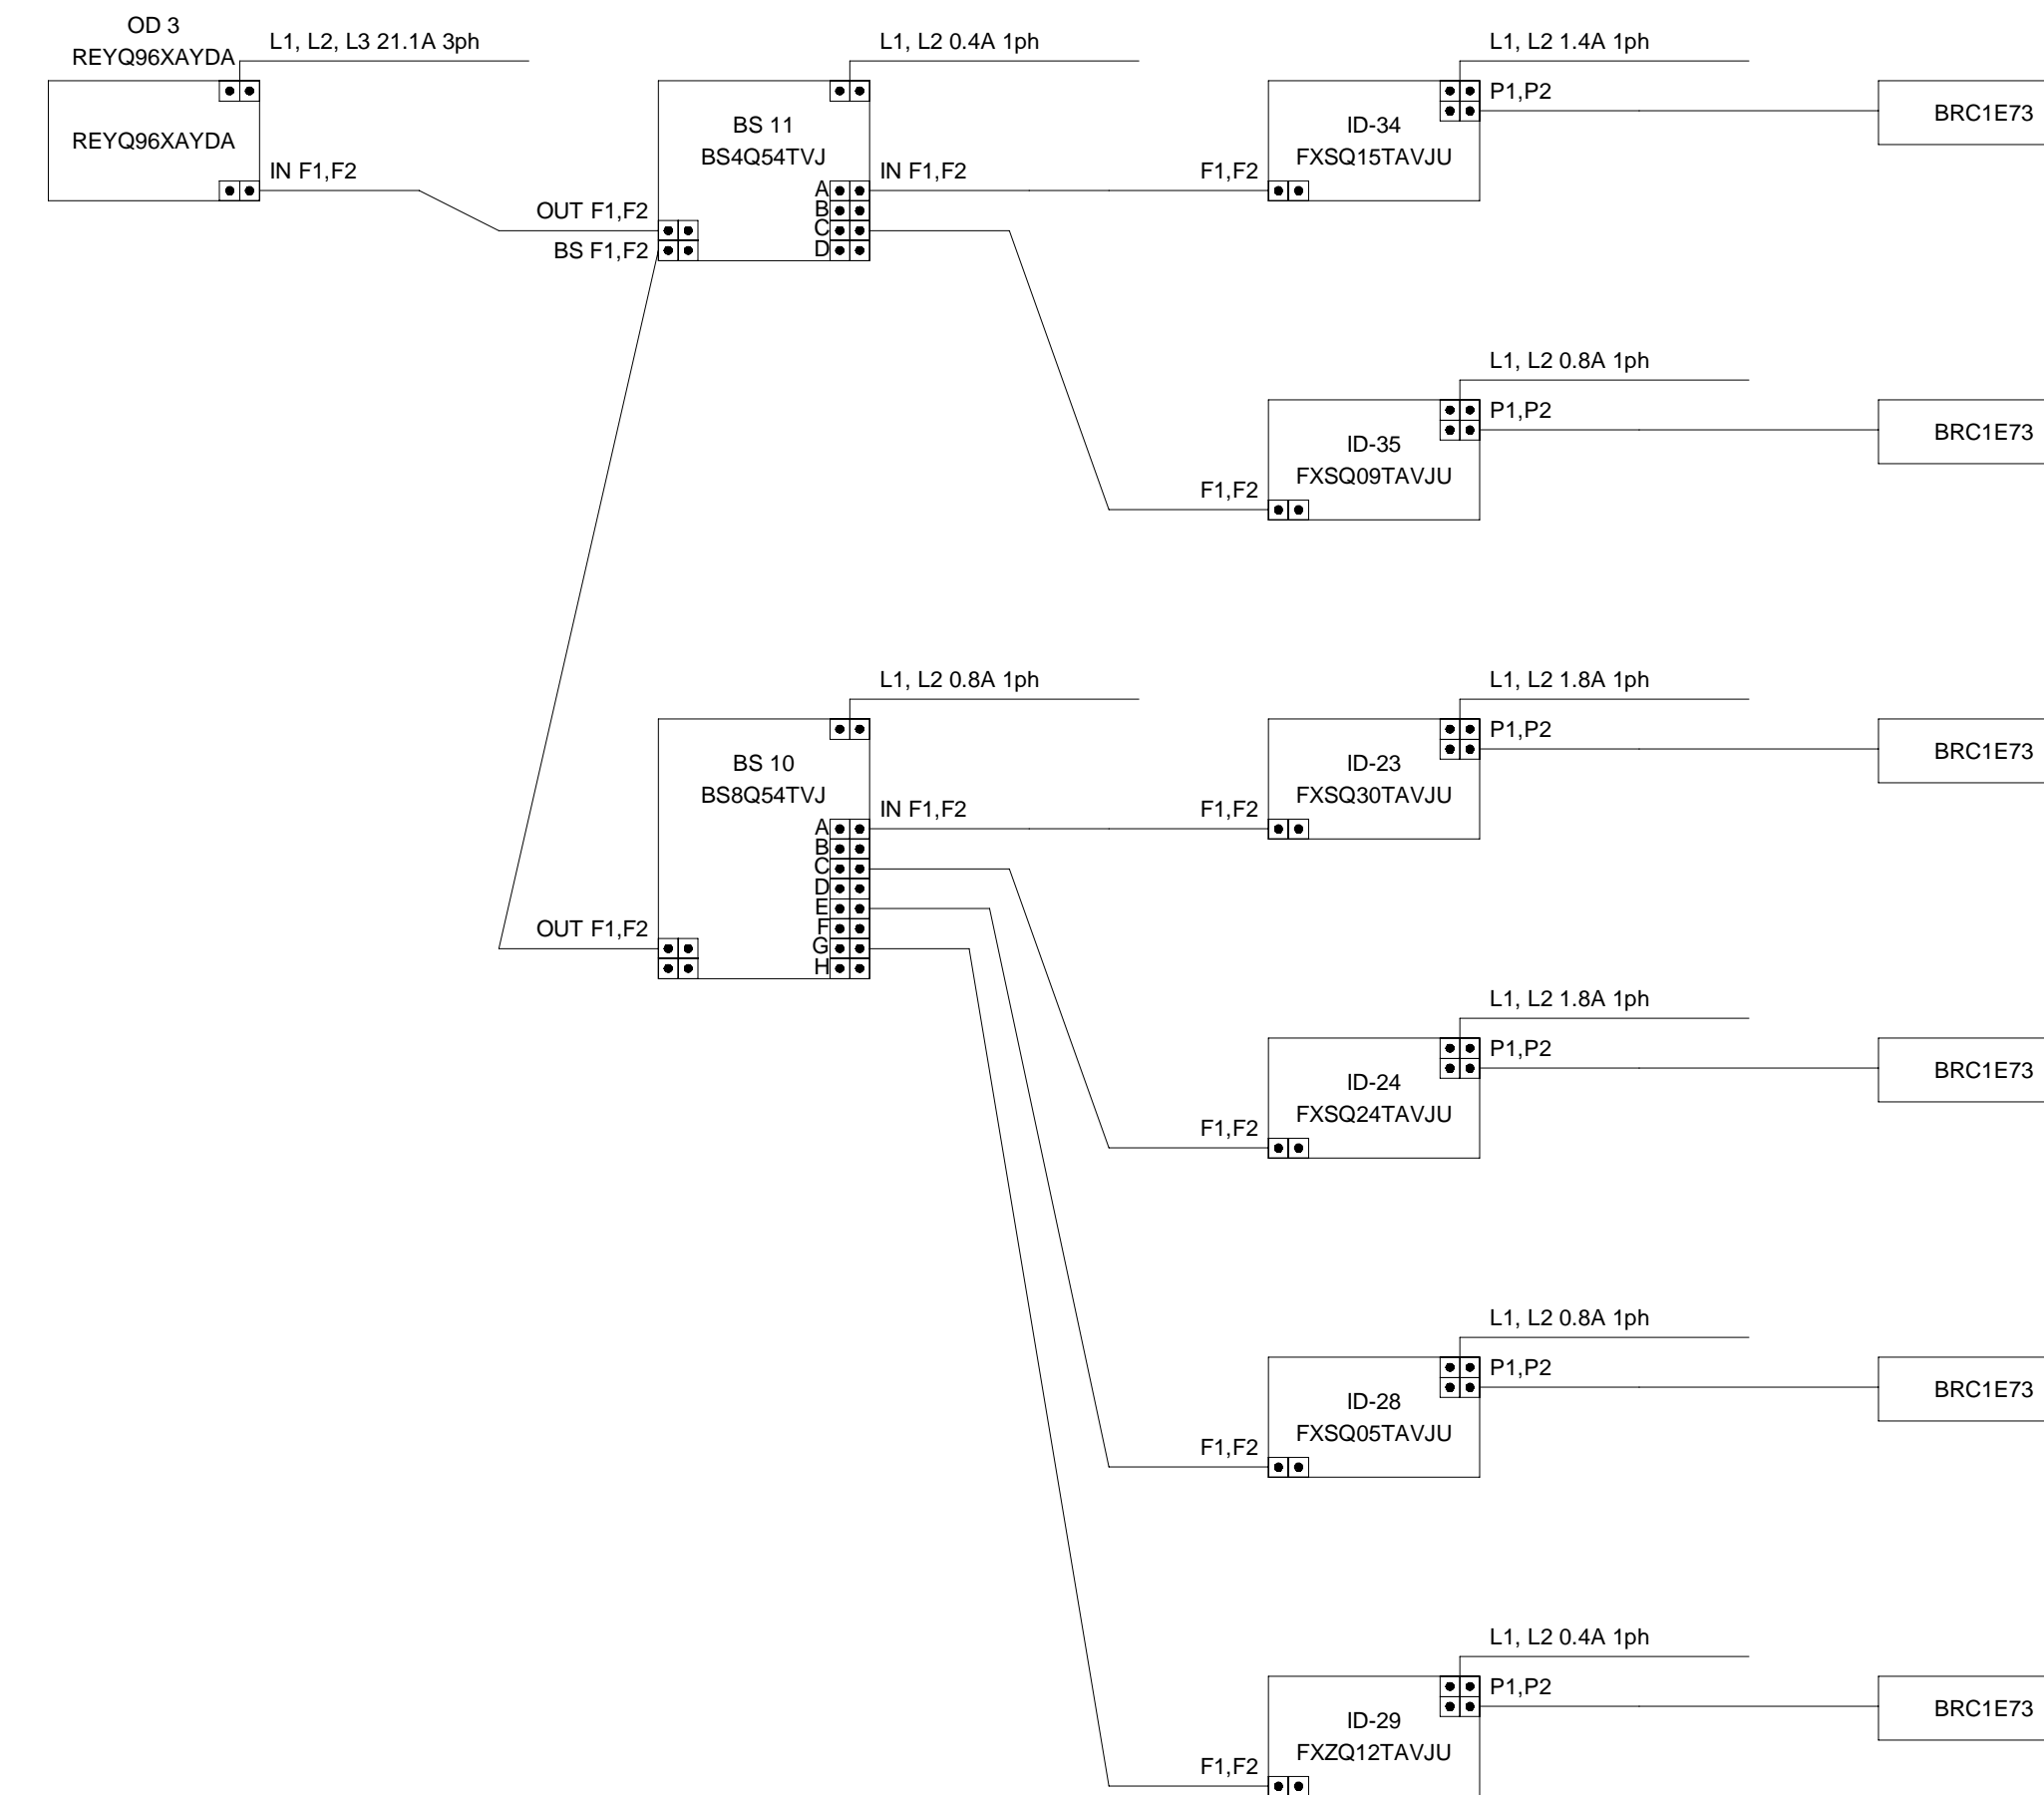 OD 3
REYQ96XAYDA
L1, L2, L3 21.1A 3ph
REYQ96XAYDA
IN F1,F2
L1, L2 0.4A 1ph
BS 11
BS4Q54TVJ
OUT F1,F2
BS F1,F2
A
B
C
D
IN F1,F2
L1, L2 1.4A 1ph
P1,P2
ID-34
FXSQ15TAVJU
F1,F2
BRC1E73
L1, L2 0.8A 1ph
P1,P2
ID-35
FXSQ09TAVJU
F1,F2
BRC1E73
L1, L2 0.8A 1ph
BS 10
BS8Q54TVJ
OUT F1,F2
A
B
C
D
E
F
G
H
IN F1,F2
L1, L2 1.8A 1ph
P1,P2
ID-23
FXSQ30TAVJU
F1,F2
BRC1E73
L1, L2 1.8A 1ph
P1,P2
ID-24
FXSQ24TAVJU
F1,F2
BRC1E73
L1, L2 0.8A 1ph
P1,P2
ID-28
FXSQ05TAVJU
F1,F2
BRC1E73
L1, L2 0.4A 1ph
P1,P2
ID-29
FXZQ12TAVJU
F1,F2
BRC1E73